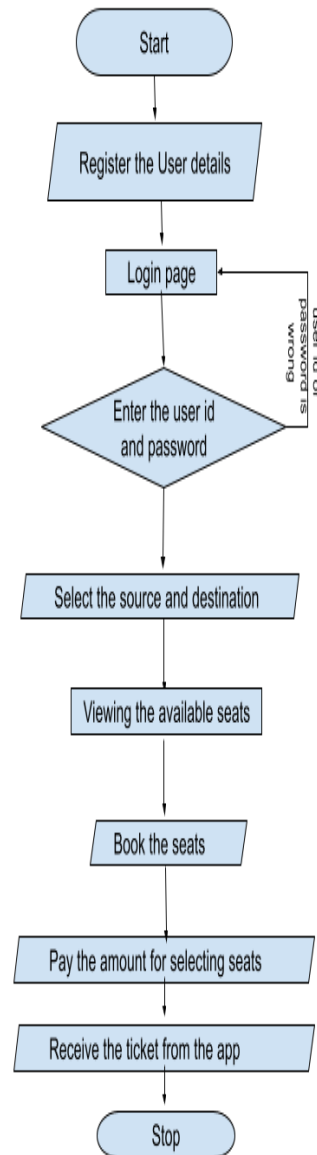 Start
Register the User details
Login page
user id or
password is
wrong
Enter the user id
and password
Select the source and destination
Viewing the available seats
Book the seats
Pay the amount for selecting seats
Receive the ticket from the app
Stop